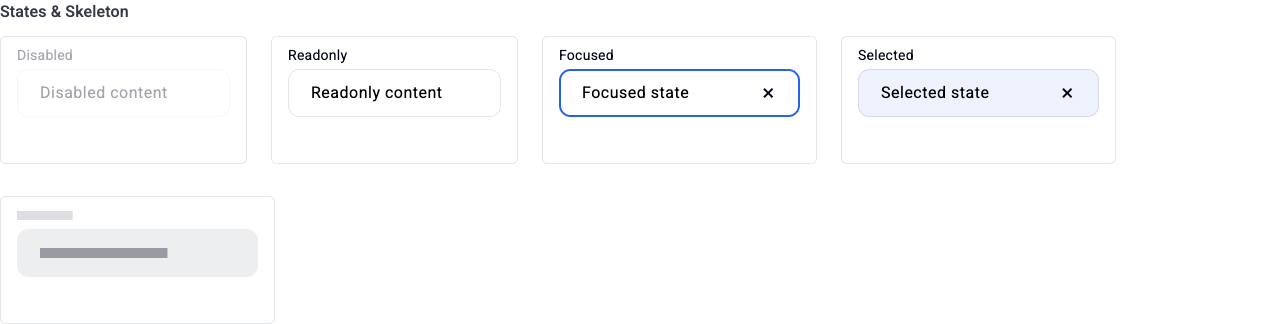 States & Skeleton
Disabled
Disabled content
Readonly
Readonly content
Focused
Focused state
Selected
Selected state